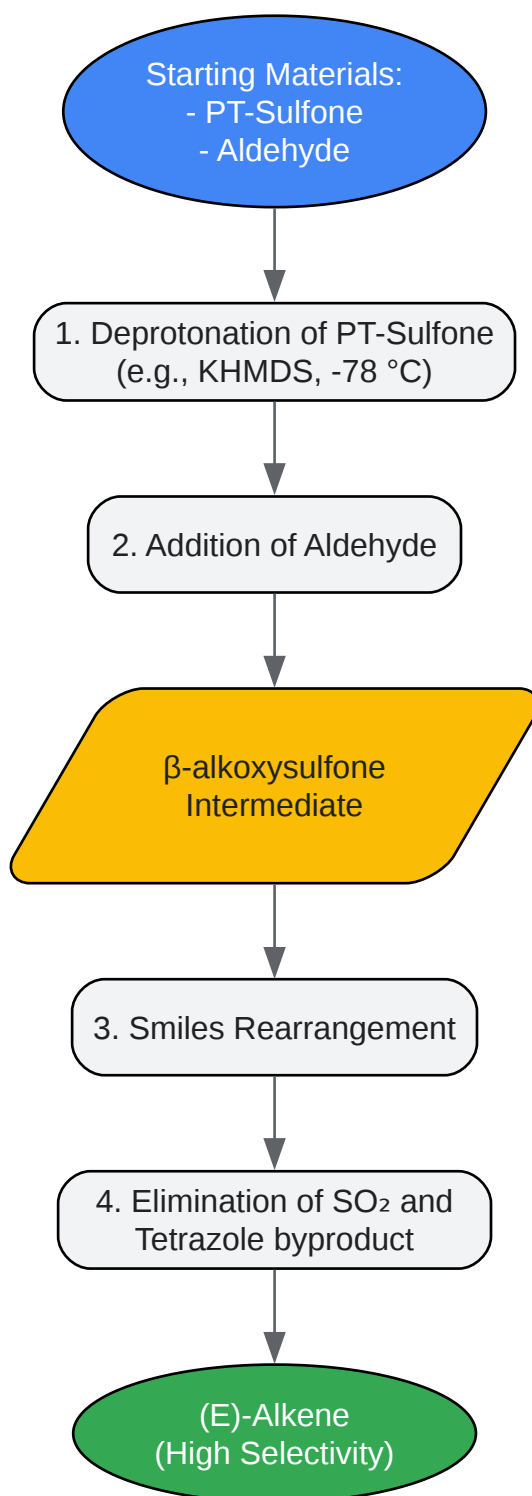 Starting Materials:
- PT-Sulfone
- Aldehyde
1. Deprotonation of PT-Sulfone
(e.g., KHMDS, -78 °C)
2. Addition of Aldehyde
β-alkoxysulfone
Intermediate
3. Smiles Rearrangement
4. Elimination of SO₂ and
Tetrazole byproduct
(E)-Alkene
(High Selectivity)